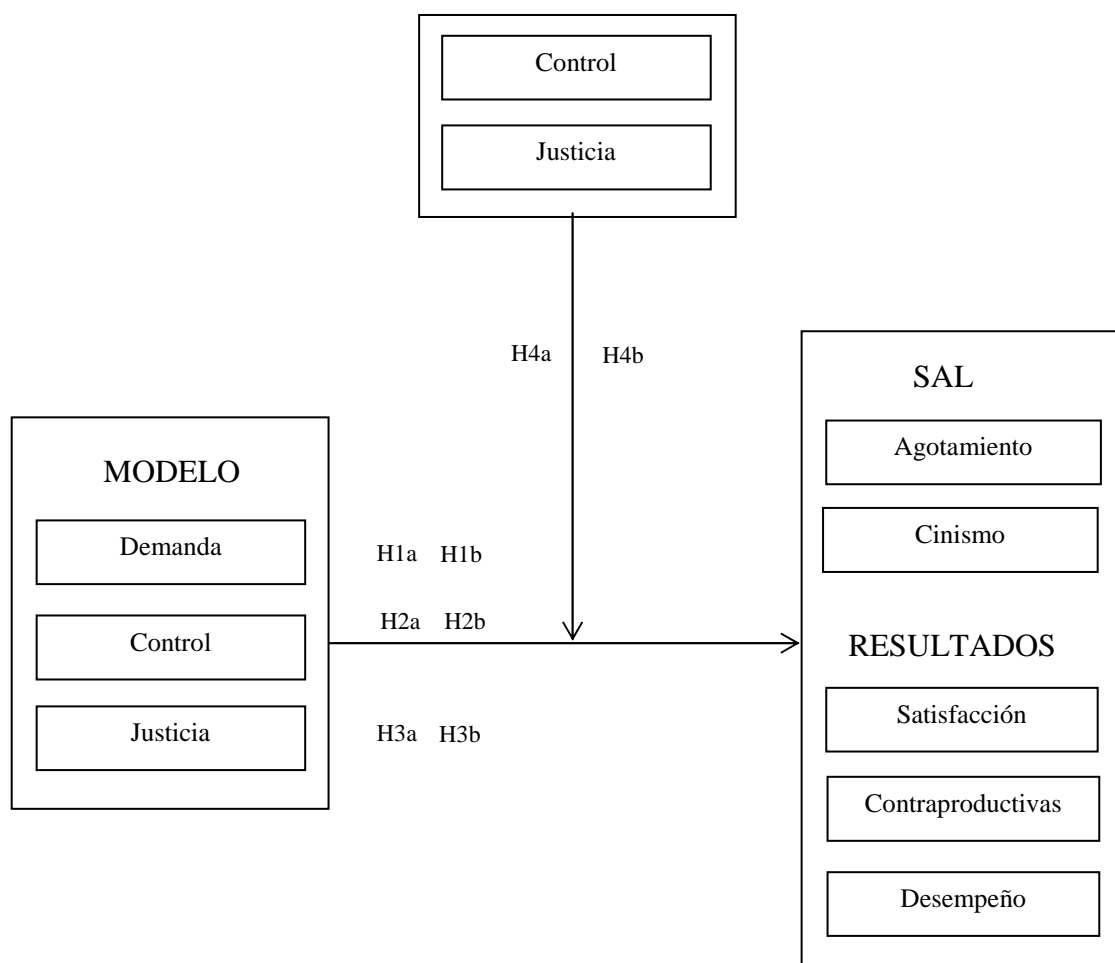 Control
Justicia
H4a H4b
MODELO
Demanda
Control
Justicia
H1a H1b
H2a H2b
H3a H3b
SAL
Agotamiento
Cinismo
RESULTADOS
Satisfacción
Contraproductivas
Desempeño